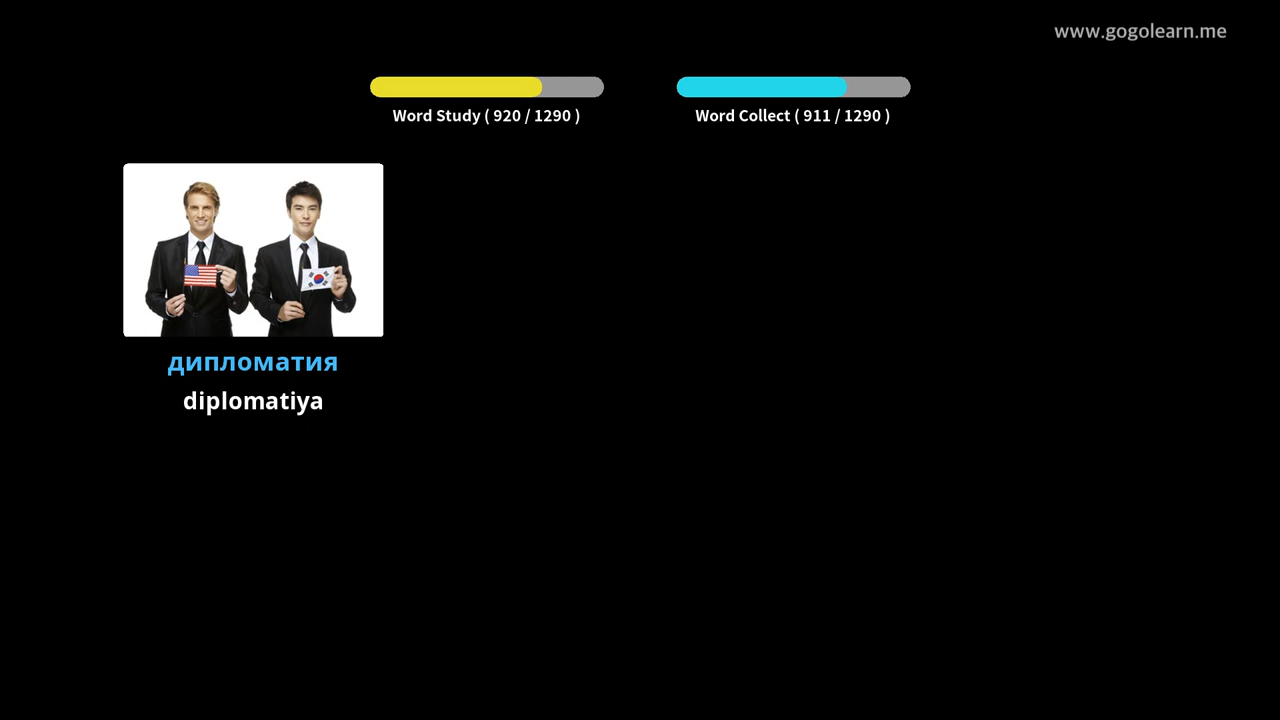 www.gogolearn.me
Word Study ( 920 / 1290 )
Word Collect ( 911 / 1290 )
дипломатия
diplomatiya